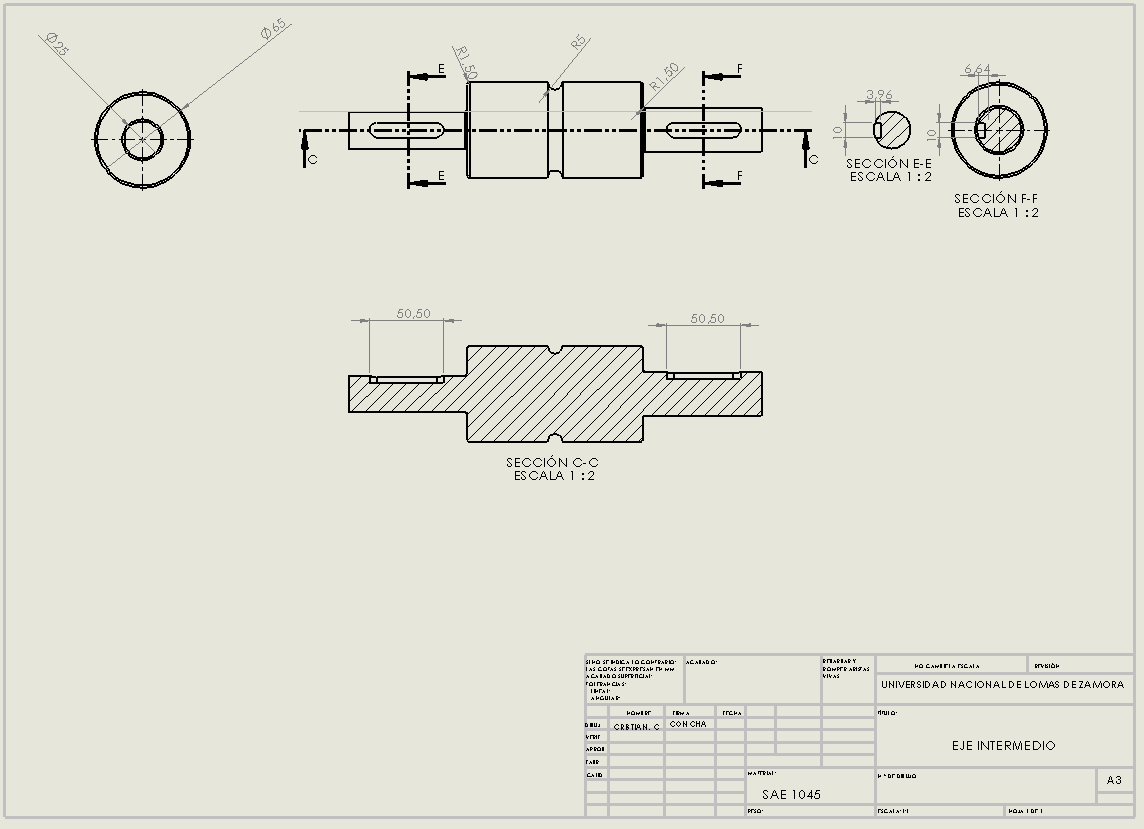 Ø25
Ø65
R1,50
R5
R1,50
E
F
C
C
E
F
3,96
10
6,64
10
SECCIÓN E-E
ESCALA 1 : 2
SECCIÓN F-F
ESCALA 1 : 2
50,50
50,50
SECCIÓN C-C
ESCALA 1 : 2
SI NO SE INDICA LO CONTRARIO:
LAS COTAS SE EXPRESAN EN MM
ACABADO SUPERFICIAL:
TOLERANCIAS:
LINEAL:
ANGULAR:
ACABADO:
REBARBAR Y
ROMPER ARISTAS
VIVAS
NO CAMBIE LA ESCALA
REVISIÓN
UNIVERSIDAD NACIONAL DE LOMAS DE ZAMORA
NOMBRE
FIRMA
FECHA
TÍTULO:
DIBUJ.
CRISTIAN. C
CONCHA
VERIF.
APROB.
FABR.
CALID.
EJE INTERMEDIO
MATERIAL:
SAE 1045
N.º DE DIBUJO
A3
PESO:
ESCALA:1:1
HOJA 1 DE 1